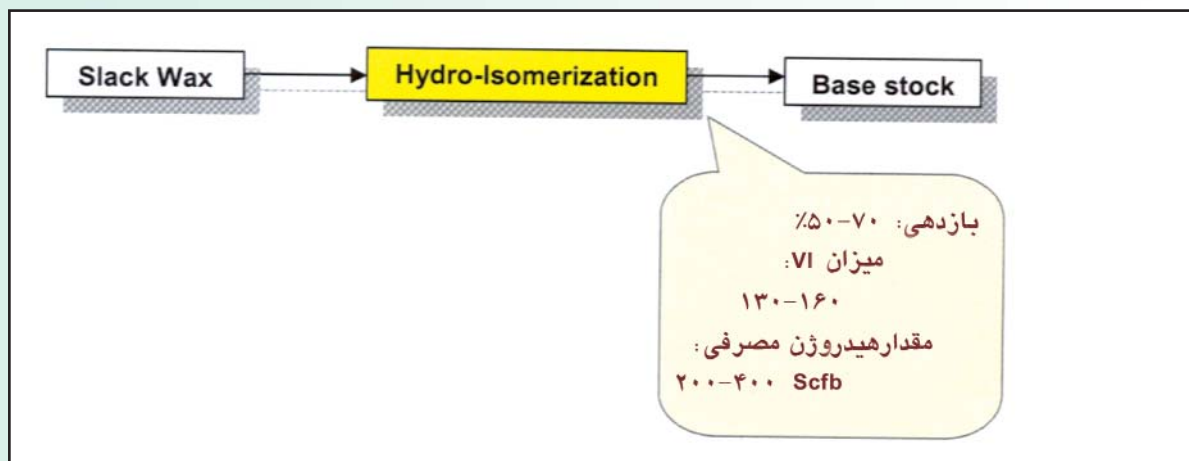 Slack Wax
Hydro-Isomerization
Base stock
بازدهی: ۷۰-۵۰٪
میزان VI:
۱۳۰-۱۶۰
مقدارهیدروژن مصرفی:
۲۰۰-۴۰۰ Scfb